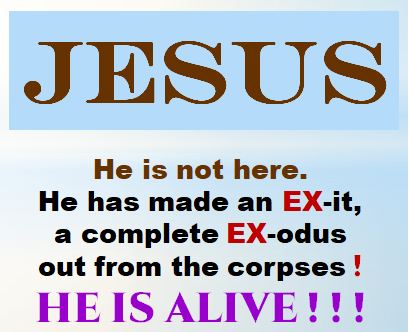 JESUS
He is not here.
He has made an EX-it,
a complete EX-odus
out from the corpses !
HE IS ALIVE ! ! !